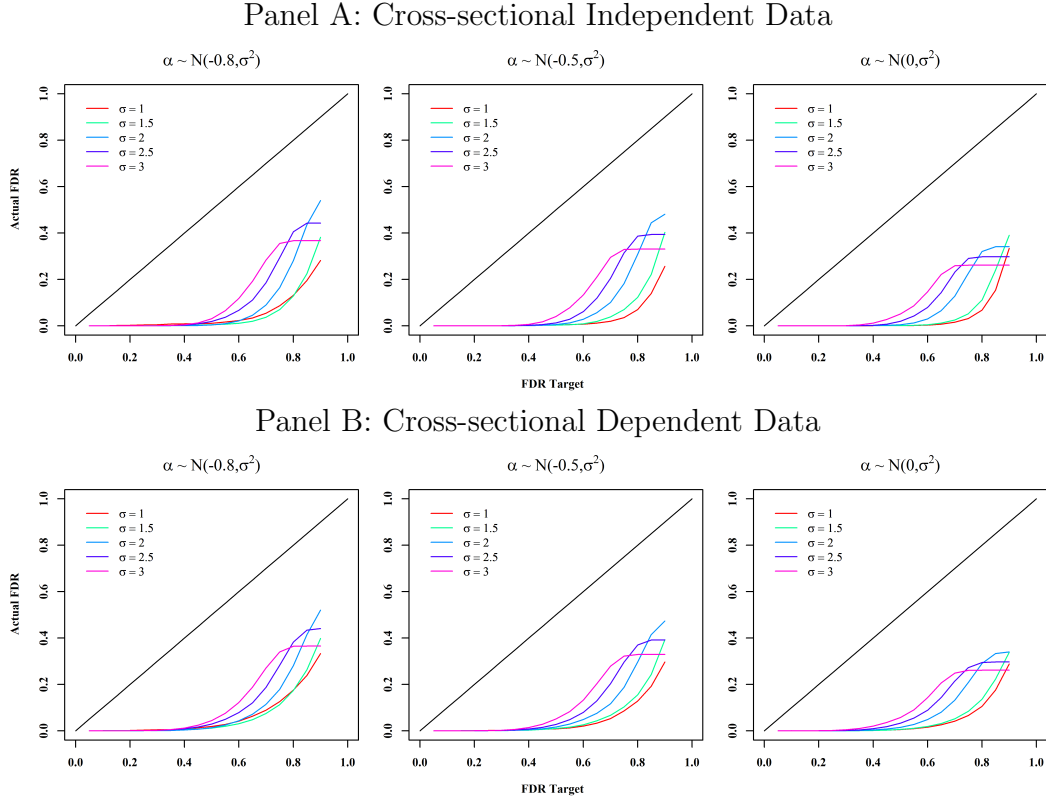 Panel A: Cross-sectional Independent Data
α ~ N(-0.8,σ²)
Actual FDR
1.0
0.8
0.6
0.4
0.2
0.0
σ = 1
σ = 1.5
σ = 2
σ = 2.5
σ = 3
0.0 0.2 0.4 0.6 0.8 1.0
α ~ N(-0.5,σ²)
1.0
0.8
0.6
0.4
0.2
0.0
σ = 1
σ = 1.5
σ = 2
σ = 2.5
σ = 3
0.0 0.2 0.4 0.6 0.8 1.0
FDR Target
α ~ N(0,σ²)
1.0
0.8
0.6
0.4
0.2
0.0
σ = 1
σ = 1.5
σ = 2
σ = 2.5
σ = 3
0.0 0.2 0.4 0.6 0.8 1.0
Panel B: Cross-sectional Dependent Data
α ~ N(-0.8,σ²)
Actual FDR
1.0
0.8
0.6
0.4
0.2
0.0
σ = 1
σ = 1.5
σ = 2
σ = 2.5
σ = 3
0.0 0.2 0.4 0.6 0.8 1.0
α ~ N(-0.5,σ²)
1.0
0.8
0.6
0.4
0.2
0.0
σ = 1
σ = 1.5
σ = 2
σ = 2.5
σ = 3
0.0 0.2 0.4 0.6 0.8 1.0
FDR Target
α ~ N(0,σ²)
1.0
0.8
0.6
0.4
0.2
0.0
σ = 1
σ = 1.5
σ = 2
σ = 2.5
σ = 3
0.0 0.2 0.4 0.6 0.8 1.0